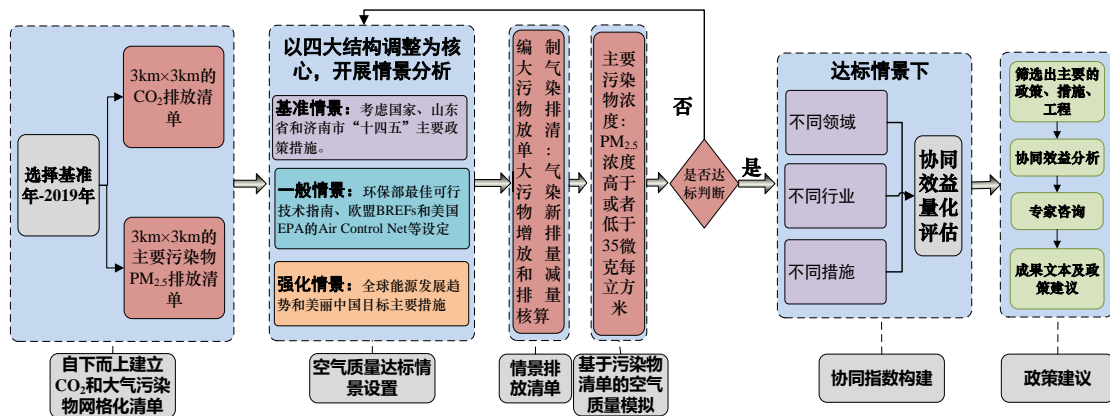 选择基准
年-2019年
3km×3km的
CO₂排放清
单
3km×3km的
主要污染物
PM₂.₅排放清
单
自下而上建立
CO₂和大气污染
物网格化清单
以四大结构调整为核
心，开展情景分析
基准情景：考虑国家、山东
省和济南市“十四五”主要政
策措施。
一般情景：环保部最佳可行
技术指南、欧盟BREFs和美国
EPA的Air Control Net等设定
强化情景：全球能源发展趋
势和美丽中国目标主要措施
空气质量达标情
景设置
编制
大气
污染
物排
放清
单：
大气
污染
物新
增排
放量
和减
排量
核算
情景排
放清单
主要
污染
物浓
度：
PM₂.₅
浓度
高于
或者
低于
35微
克每
立方
米
基于污染物
清单的空气
质量模拟
否
是否达
标判断
是
达标情景下
不同领域
不同行业
不同措施
协同
效益
量化
评估
协同指数构建
筛选出主要的
政策、措施、
工程
协同效益分析
专家咨询
成果文本及政
策建议
政策建议